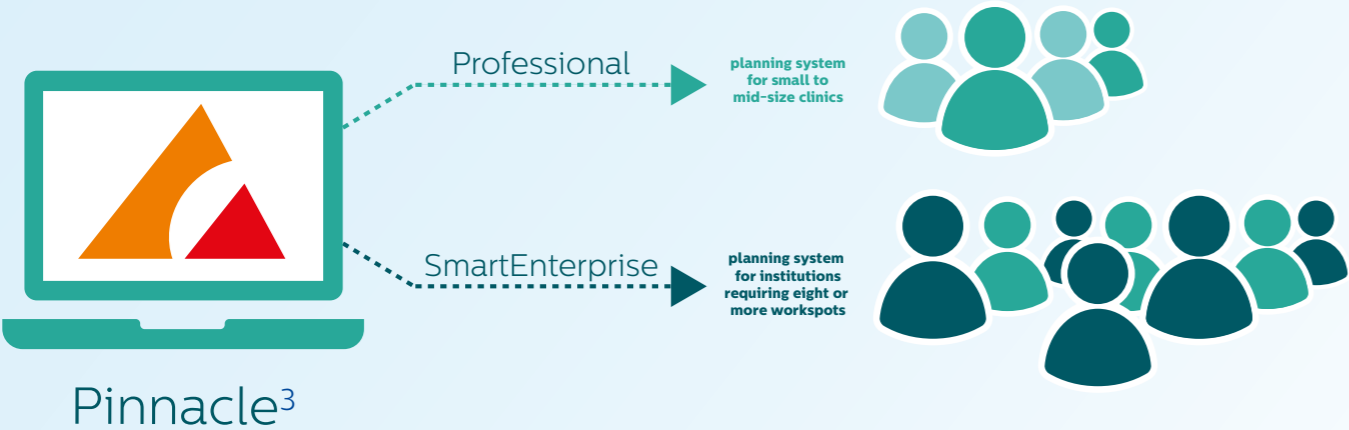 Professional
planning system
for small to
mid-size clinics
SmartEnterprise
planning system
for institutions
requiring eight or
more workspots
Pinnacle³